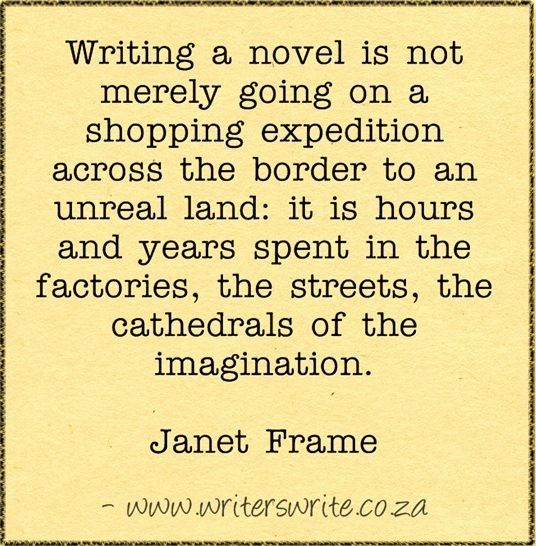 Writing a novel is not
merely going on a
shopping expedition
across the border to an
unreal land: it is hours
and years spent in the
factories, the streets, the
cathedrals of the
imagination.
Janet Frame
- www.writerswrite.co.za